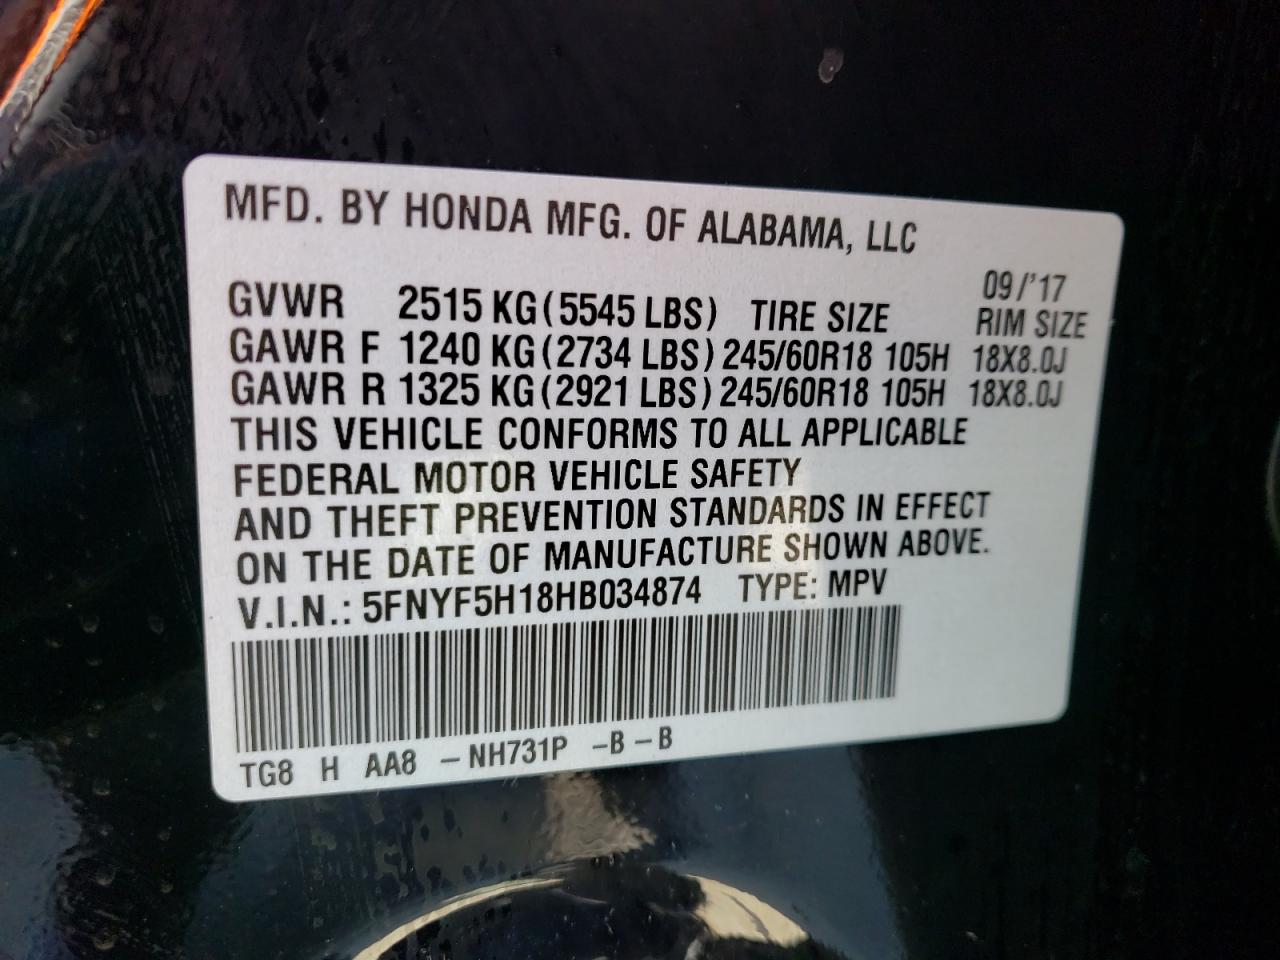 MFD. BY HONDA MFG. OF ALABAMA, LLC
09/'17
GVWR 2515 KG (5545 LBS) TIRE SIZE RIM SIZE
GAWR F 1240 KG (2734 LBS) 245/60R18 105H 18X8.0J
GAWR R 1325 KG (2921 LBS) 245/60R18 105H 18X8.0J
THIS VEHICLE CONFORMS TO ALL APPLICABLE
FEDERAL MOTOR VEHICLE SAFETY
AND THEFT PREVENTION STANDARDS IN EFFECT
ON THE DATE OF MANUFACTURE SHOWN ABOVE.
V.I.N.: 5FNYF5H18HB034874 TYPE: MPV
TG8 H AA8 – NH731P –B – B